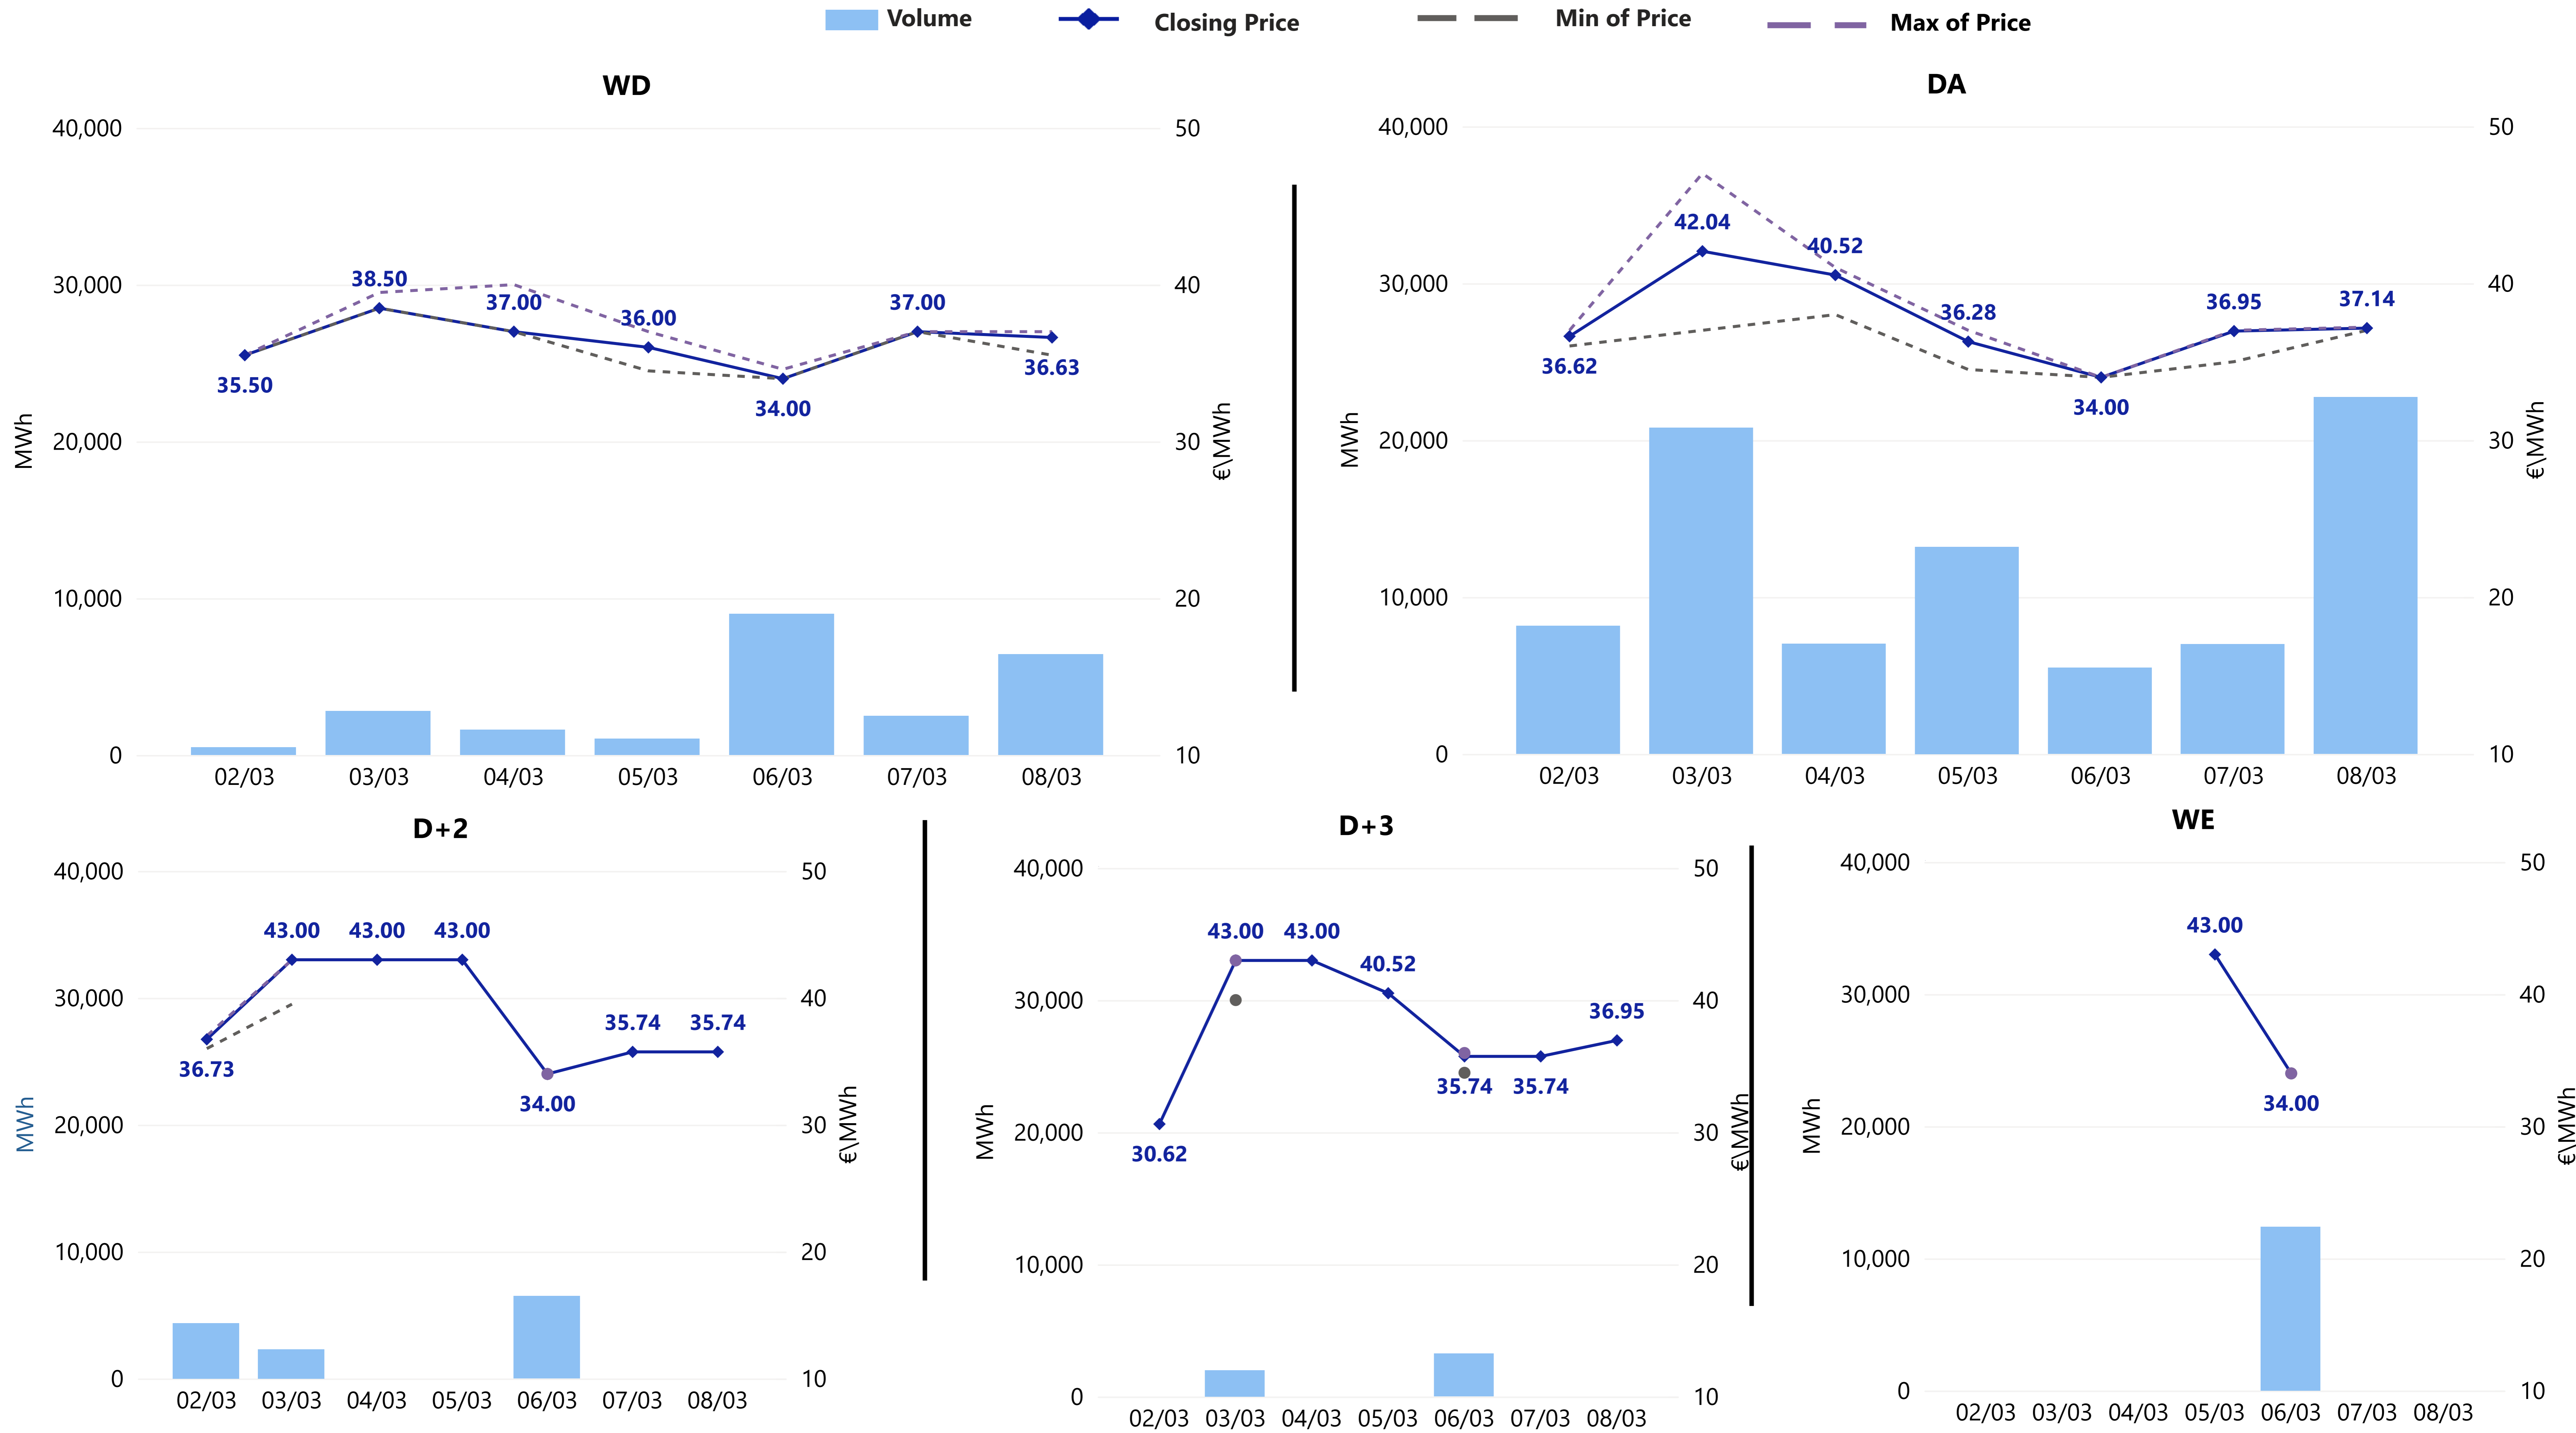 Volume Closing Price Min of Price Max of Price
WD
40,000 50
38.50
30,000 37.00 36.00 37.00 40
35.50 34.00 36.63
MWh 20,000 30 €\MWh
10,000 20
0 10
02/03 03/03 04/03 05/03 06/03 07/03 08/03
DA
40,000 50
42.04 40.52
30,000 36.28 36.95 37.14 40
36.62 34.00
MWh 20,000 30 €\MWh
10,000 20
0 10
02/03 03/03 04/03 05/03 06/03 07/03 08/03
D+2
40,000 50
43.00 43.00 43.00
30,000 40
36.73 35.74 35.74
34.00
MWh 20,000 30 €\MWh
10,000 20
0 10
02/03 03/03 04/03 05/03 06/03 07/03 08/03
D+3
40,000 50
43.00 43.00 40.52
30,000 40
36.95
35.74 35.74
MWh 20,000 30 €\MWh
30.62
10,000 20
0 10
02/03 03/03 04/03 05/03 06/03 07/03 08/03
WE
40,000 50
43.00
30,000 40
34.00
MWh 20,000 30 €\MWh
10,000 20
0 10
02/03 03/03 04/03 05/03 06/03 07/03 08/03